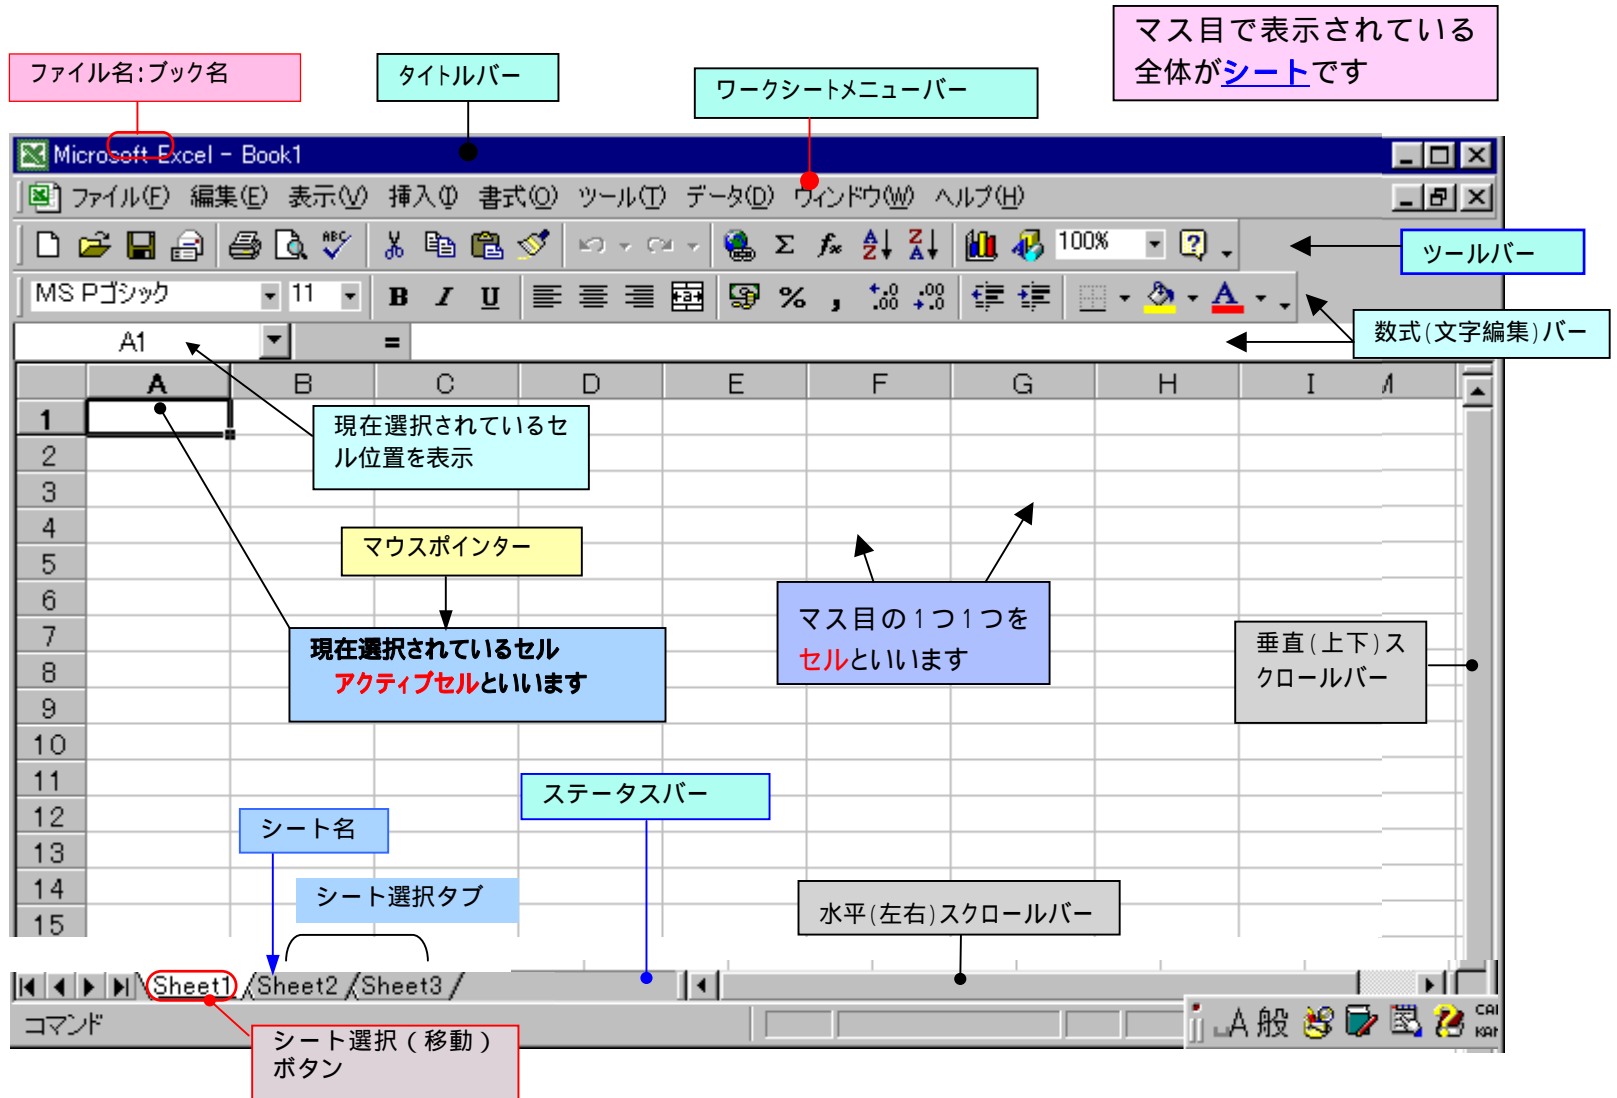 マス目で表示されている
全体がシートです
ファイル名:ブック名
タイトルバー
ワークシートメニューバー
Microsoft Excel - Book1
ファイル(F) 編集(E) 表示(V) 挿入(I) 書式(O) ツール(T) データ(D) ウィンドウ(W) ヘルプ(H)
ABC Σ fx A Z Z A 100% ?
ツールバー
MS Pゴシック 11 B I U a % , .0 .00 .00 .0 A
数式(文字編集)バー
A1 =
A B C D E F G H I
1
現在選択されているセ
ル位置を表示
2
3
4
マウスポインター
5
6
マス目の1つ1つを
セルといいます
7
現在選択されているセル
アクティブセルといいます
垂直(上下)ス
クロールバー
8
9
10
11
ステータスバー
12
シート名
13
14
シート選択タブ
水平(左右)スクロールバー
15
Sheet1 Sheet2 Sheet3
コマンド
A 般
シート選択(移動)
ボタン